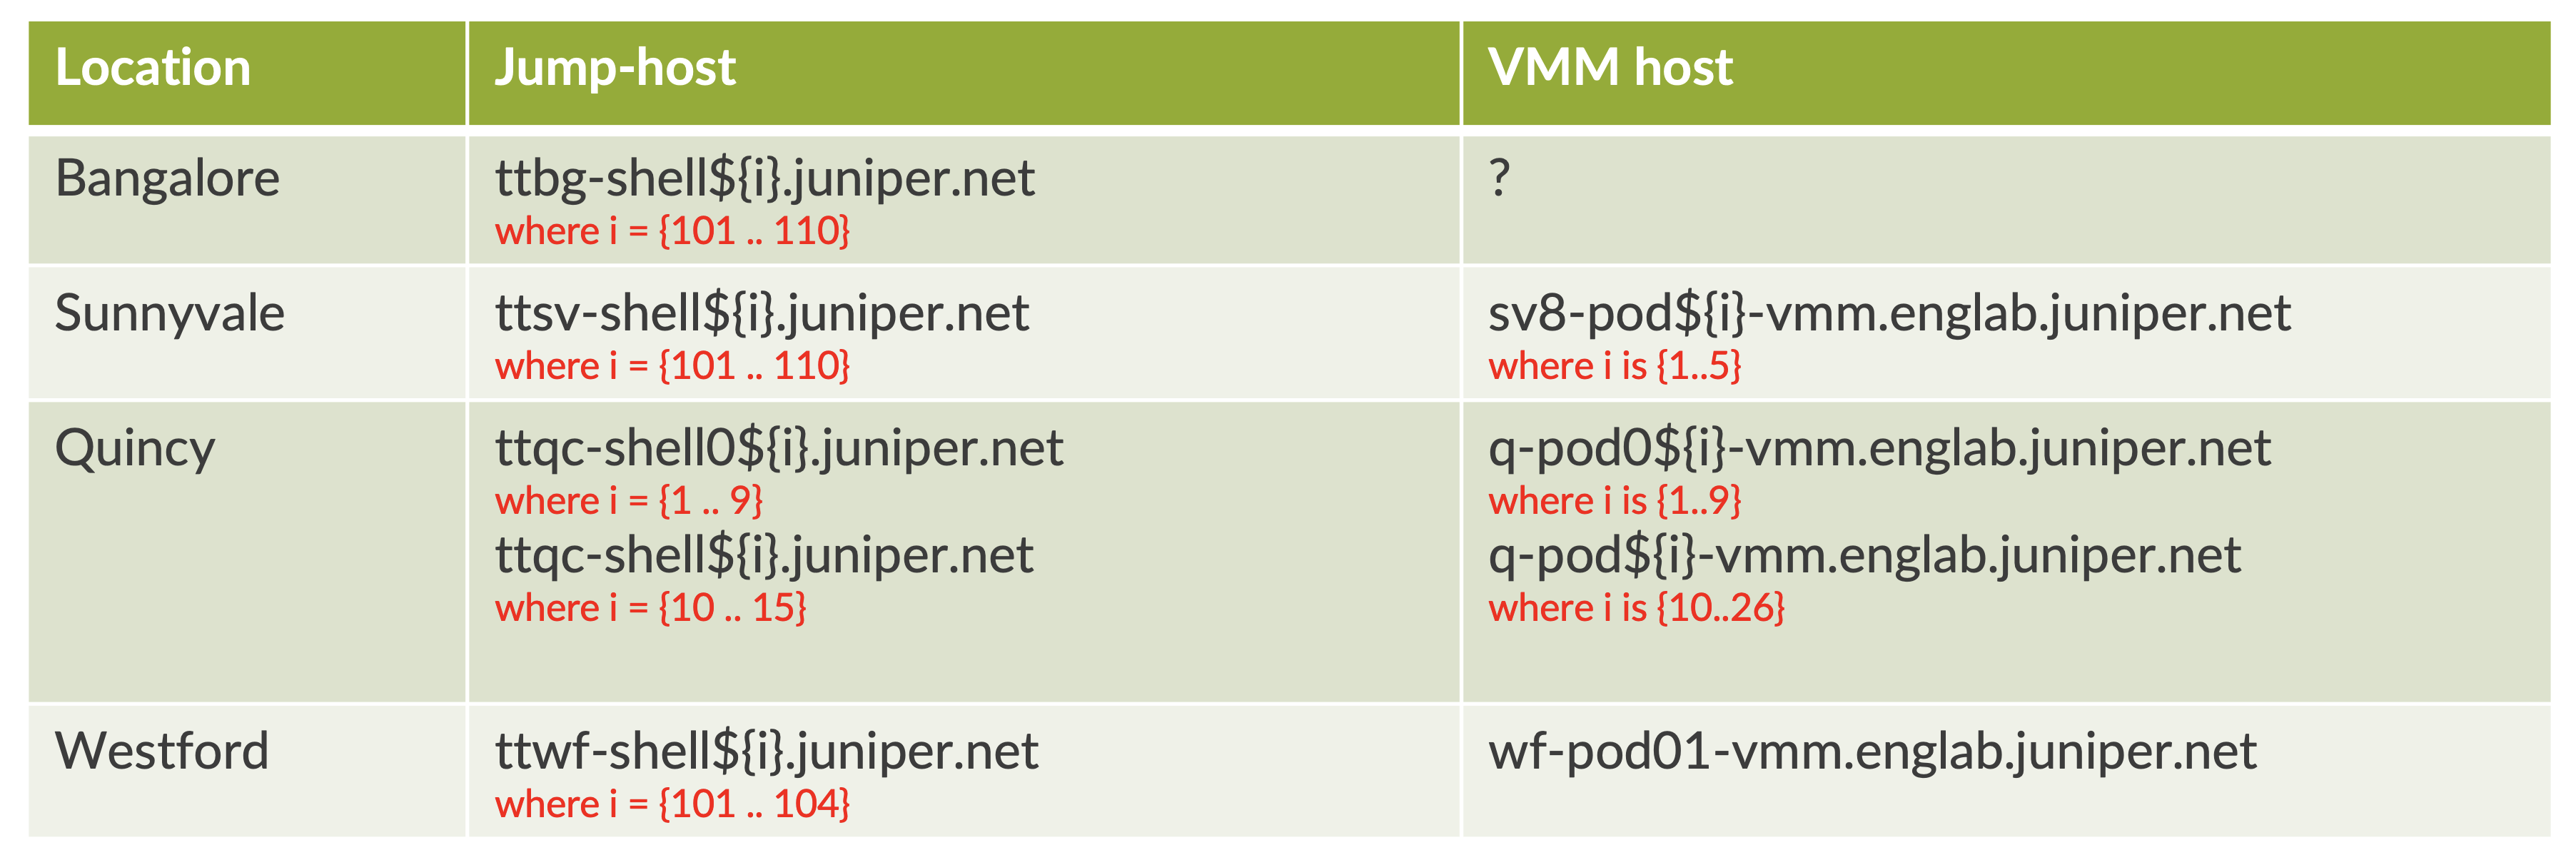 Location
Jump-host
VMM host
Bangalore
ttbg-shell${i}.juniper.net
where i = {101 .. 110}
?
Sunnyvale
ttsv-shell${i}.juniper.net
where i = {101 .. 110}
sv8-pod${i}-vmm.englab.juniper.net
where i is {1..5}
Quincy
ttqc-shell0${i}.juniper.net
where i = {1 .. 9}
ttqc-shell${i}.juniper.net
where i = {10 .. 15}
q-pod0${i}-vmm.englab.juniper.net
where i is {1..9}
q-pod${i}-vmm.englab.juniper.net
where i is {10..26}
Westford
ttwf-shell${i}.juniper.net
where i = {101 .. 104}
wf-pod01-vmm.englab.juniper.net